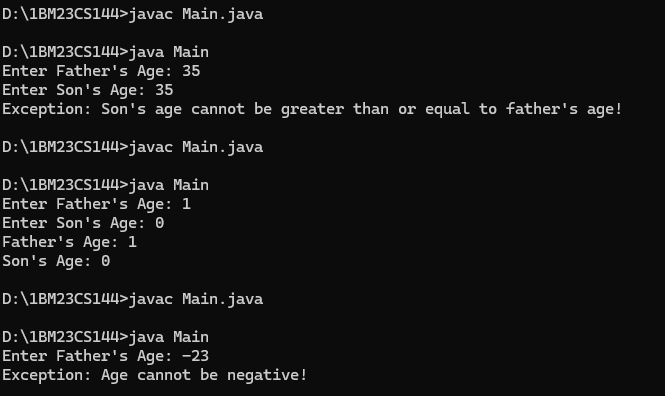 D:\1BM23CS144>javac Main.java
D:\1BM23CS144>java Main
Enter Father's Age: 35
Enter Son's Age: 35
Exception: Son's age cannot be greater than or equal to father's age!
D:\1BM23CS144>javac Main.java
D:\1BM23CS144>java Main
Enter Father's Age: 1
Enter Son's Age: 0
Father's Age: 1
Son's Age: 0
D:\1BM23CS144>javac Main.java
D:\1BM23CS144>java Main
Enter Father's Age: -23
Exception: Age cannot be negative!